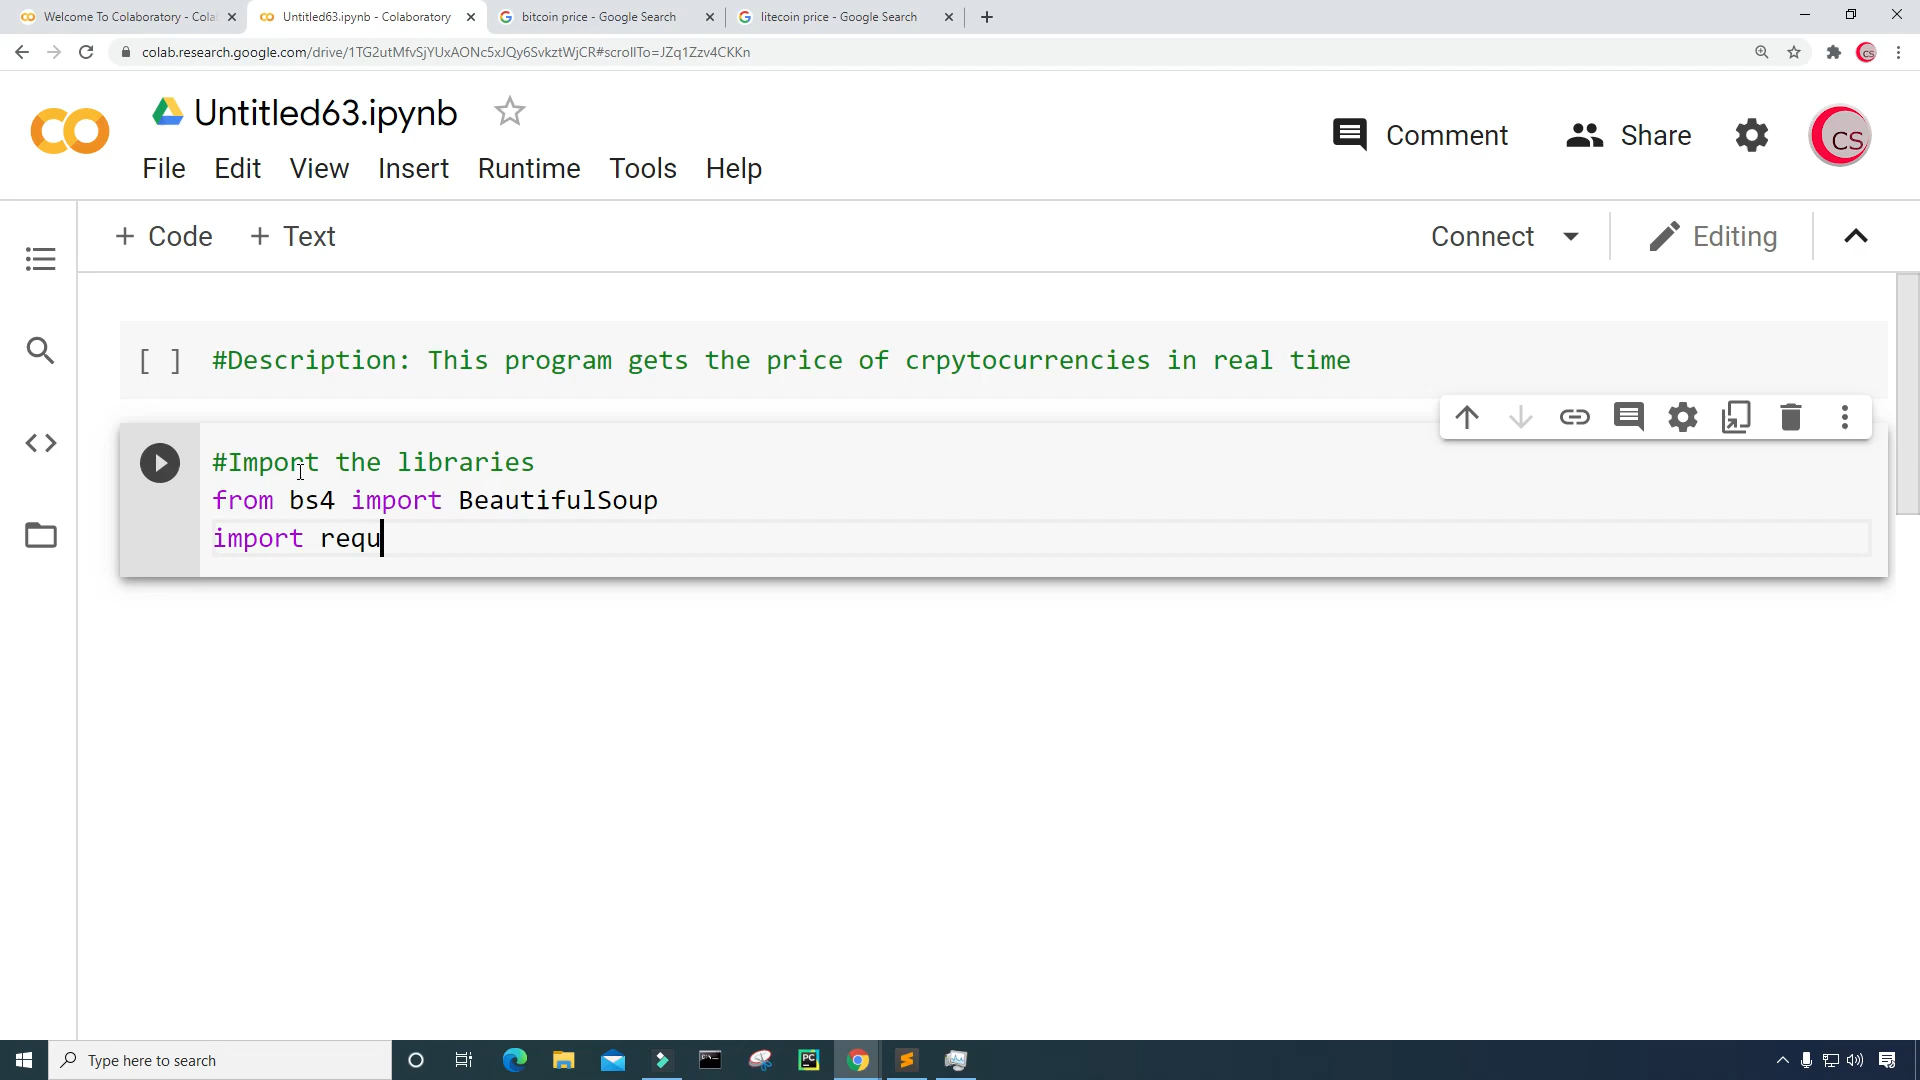 Welcome To Colaboratory - Cola
Untitled63.ipynb - Colaboratory
bitcoin price - Google Search
litecoin price - Google Search
colab.research.google.com/drive/1TG2utMfvSjYUxAONc5xJQy6SvkztWjCR#scrollTo=JZq1Zzv4CKKn
CS
Untitled63.ipynb
Comment
Share
CS
File Edit View Insert Runtime Tools Help
+ Code + Text
Connect
Editing
[ ] #Description: This program gets the price of crpytocurrencies in real time
#Import the libraries
from bs4 import BeautifulSoup
import requ
Type here to search
PC